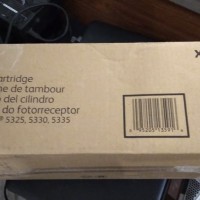 X
artridge
ne de tambour
o del cilindro
do fotorreceptor
® 5325, 5330, 5335